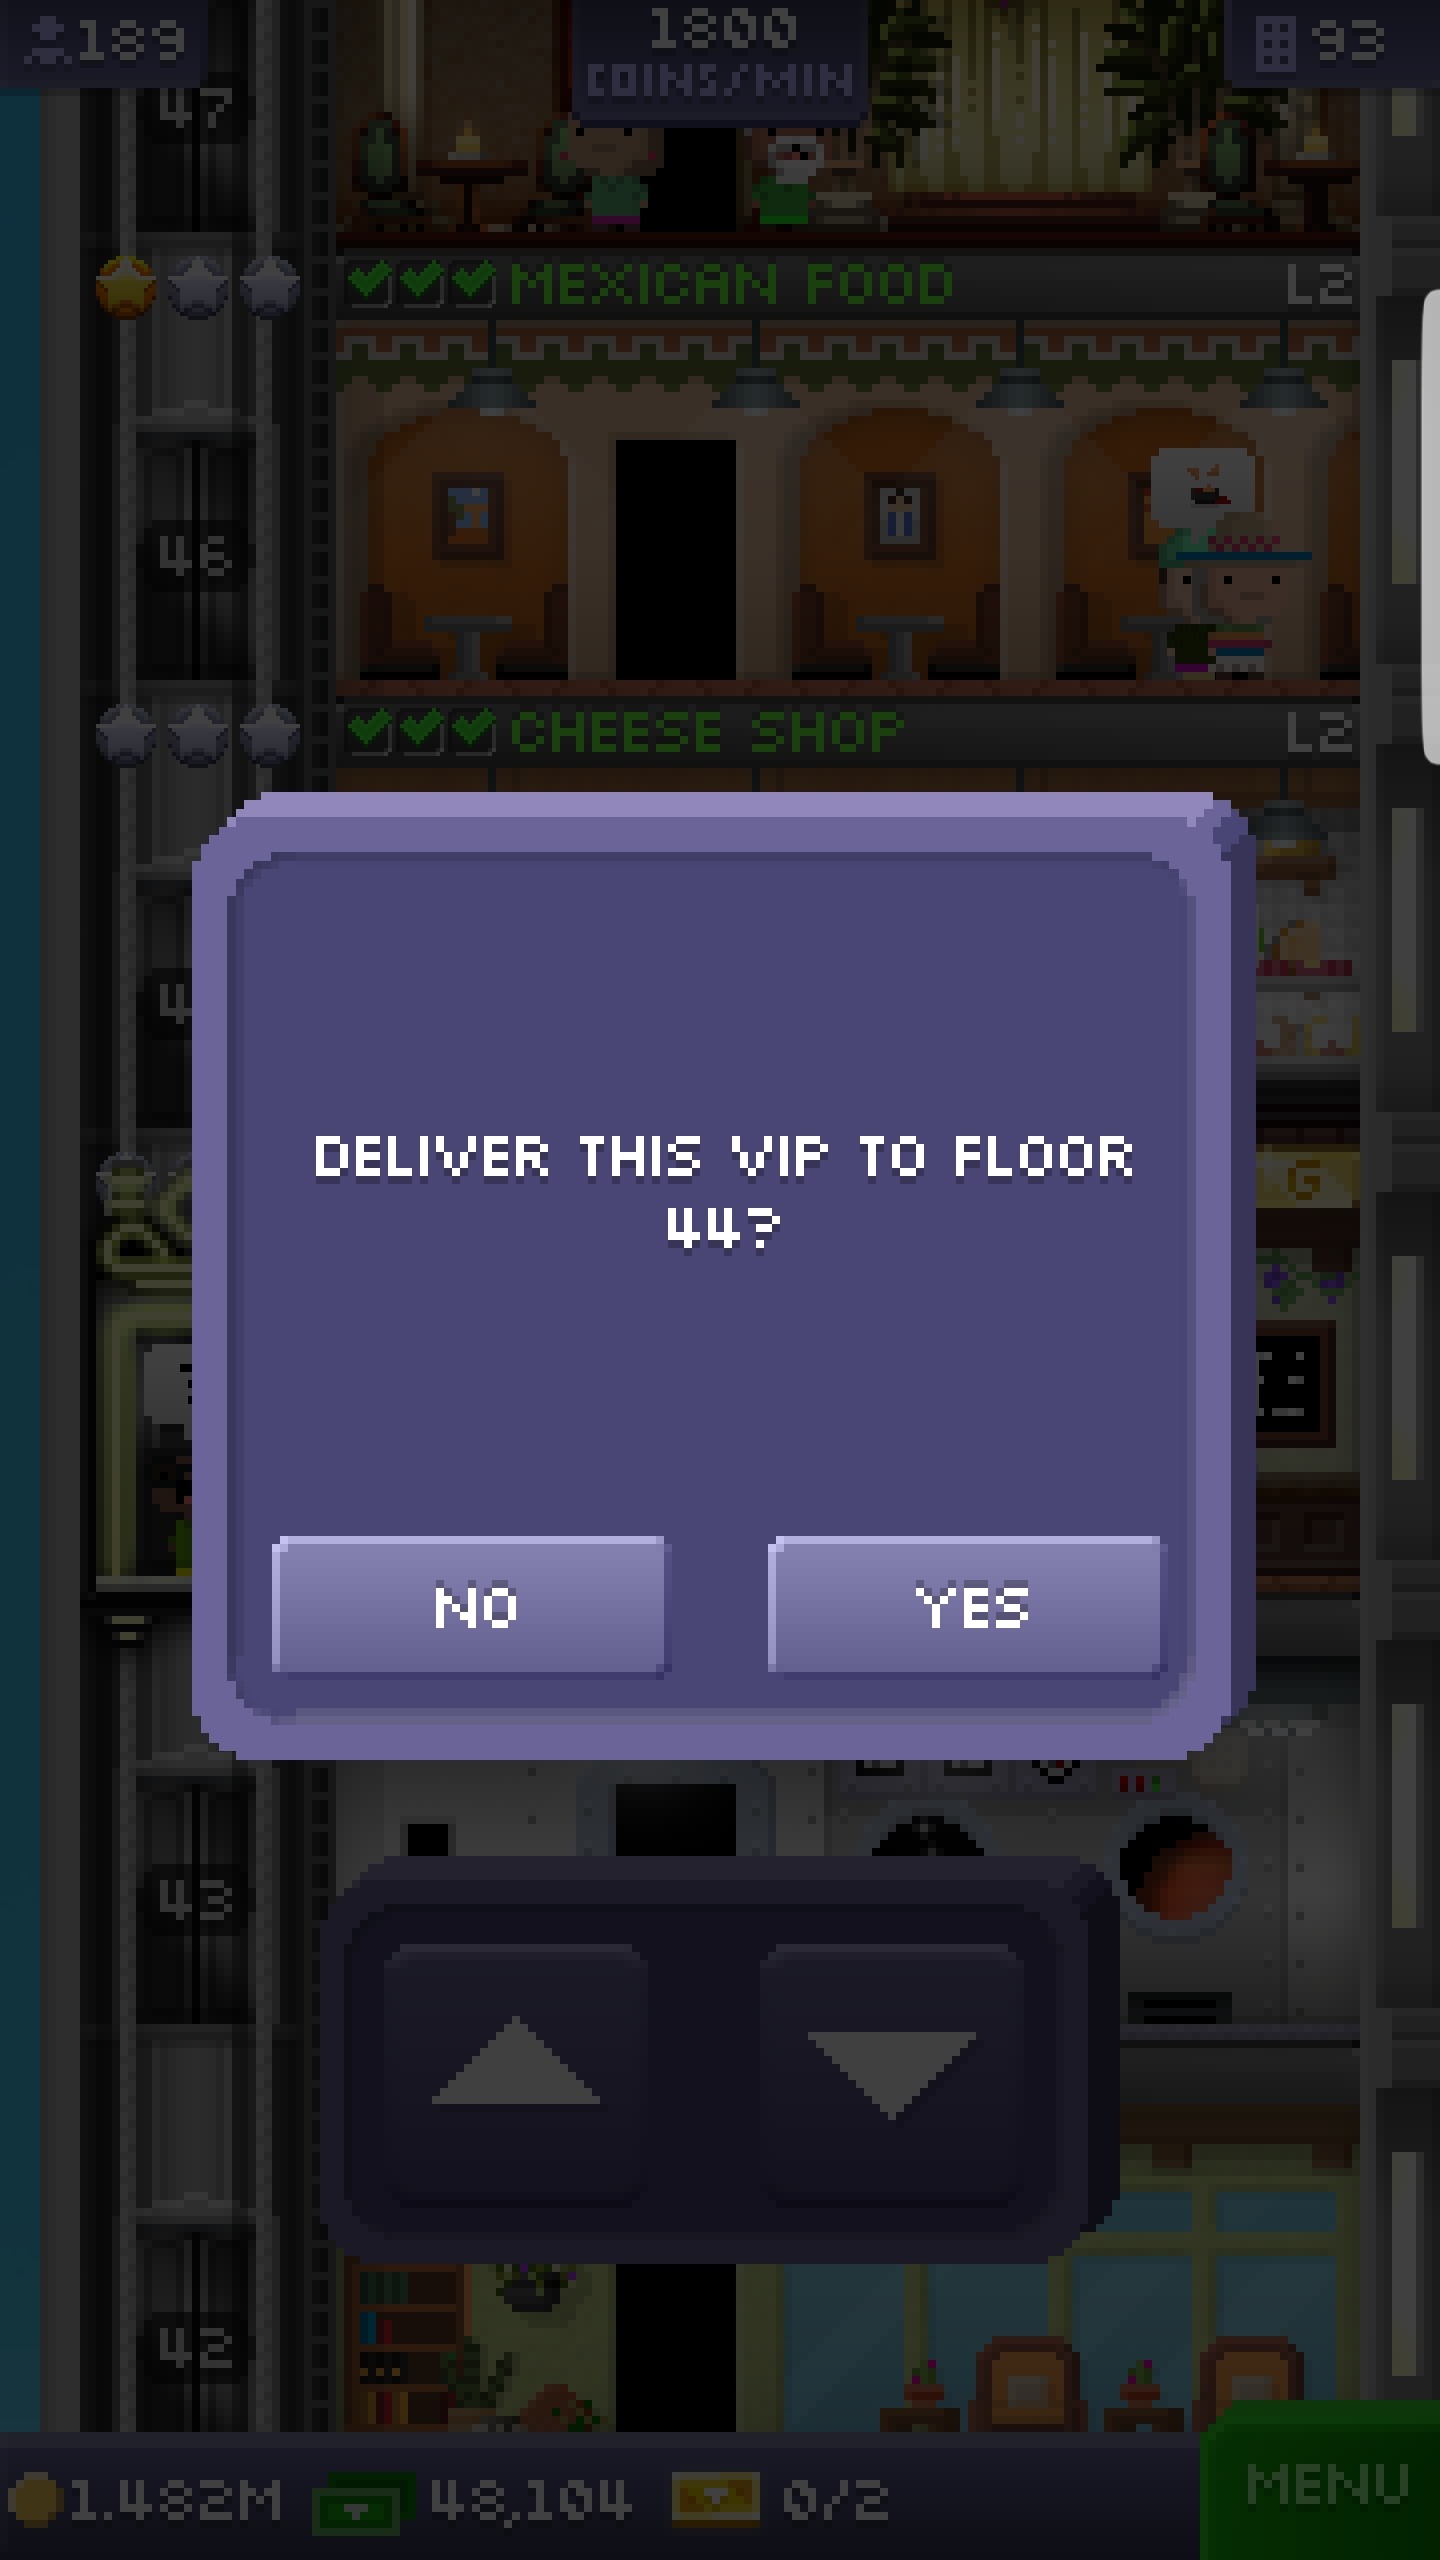 189
1800
COINS/MIN
93
47
MEXICAN FOOD
L2
46
CHEESE SHOP
L2
4
G
DELIVER THIS VIP TO FLOOR
44?
NO
YES
43
42
1.482M
48,104
0/2
MENU